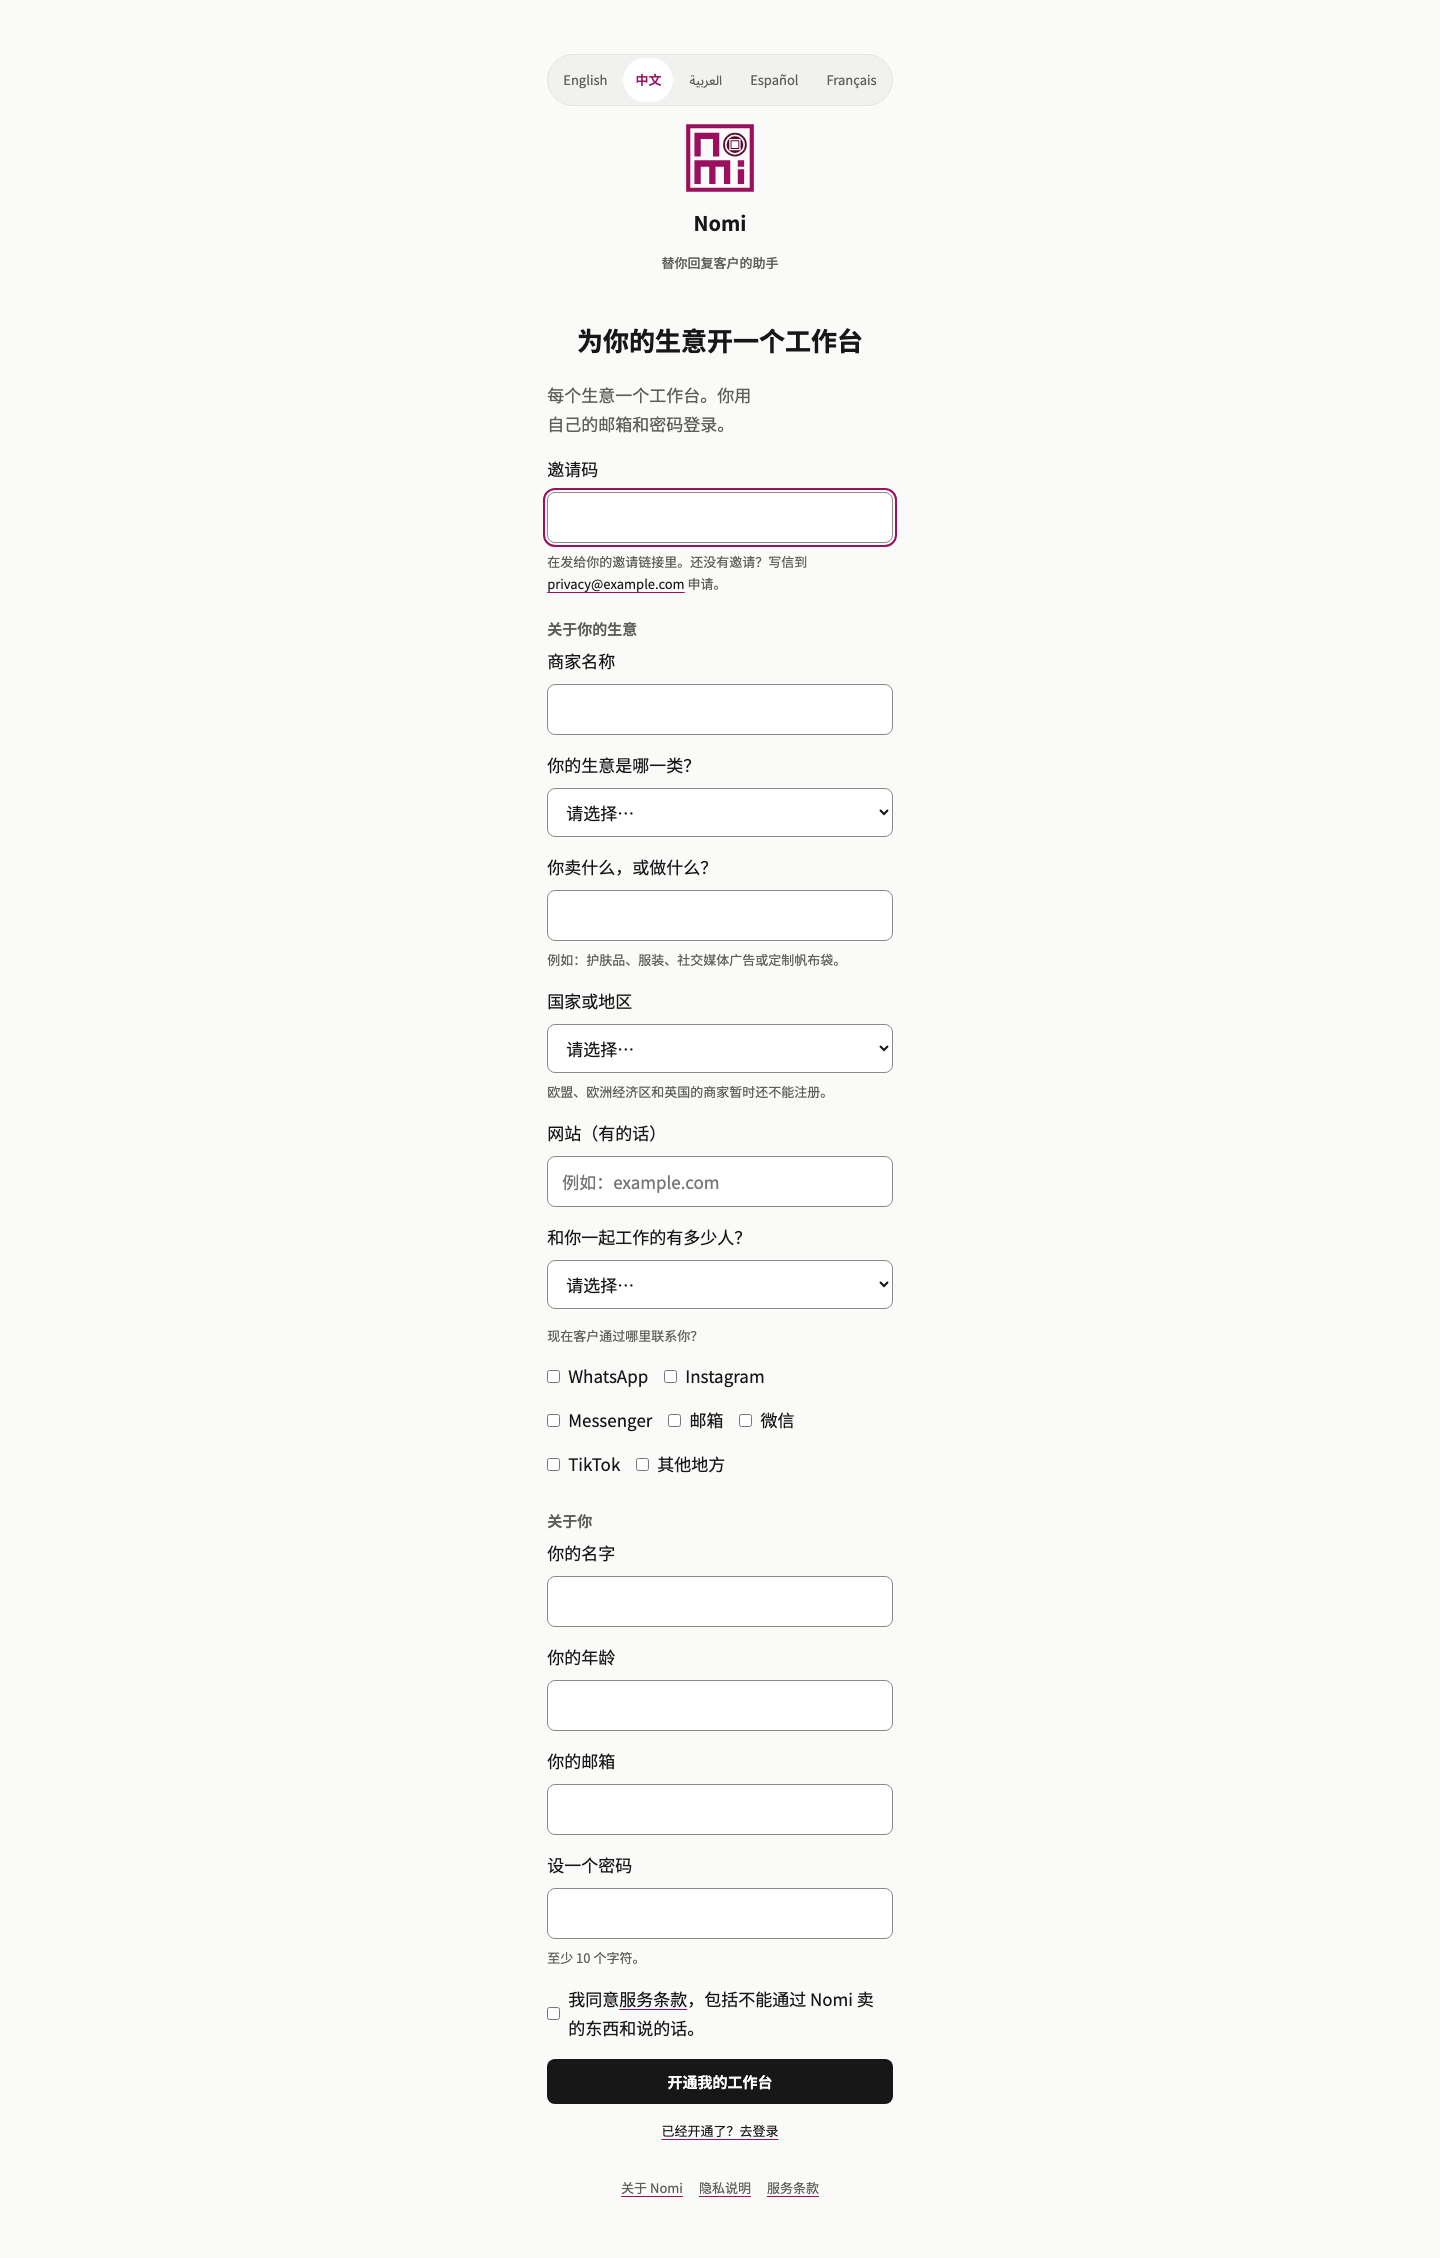 English 中文 العربية Español Français
nomi
Nomi
替你回复客户的助手
为你的生意开一个工作台
每个生意一个工作台。你用
自己的邮箱和密码登录。
邀请码
在发给你的邀请链接里。还没有邀请？写信到
privacy@example.com 申请。
关于你的生意
商家名称
你的生意是哪一类？
请选择…
你卖什么，或做什么？
例如：护肤品、服装、社交媒体广告或定制帆布袋。
国家或地区
请选择…
欧盟、欧洲经济区和英国的商家暂时还不能注册。
网站（有的话）
例如：example.com
和你一起工作的有多少人？
请选择…
现在客户通过哪里联系你？
WhatsApp Instagram
Messenger 邮箱 微信
TikTok 其他地方
关于你
你的名字
你的年龄
你的邮箱
设一个密码
至少 10 个字符。
我同意服务条款，包括不能通过 Nomi 卖
的东西和说的话。
开通我的工作台
已经开通了？去登录
关于 Nomi 隐私说明 服务条款